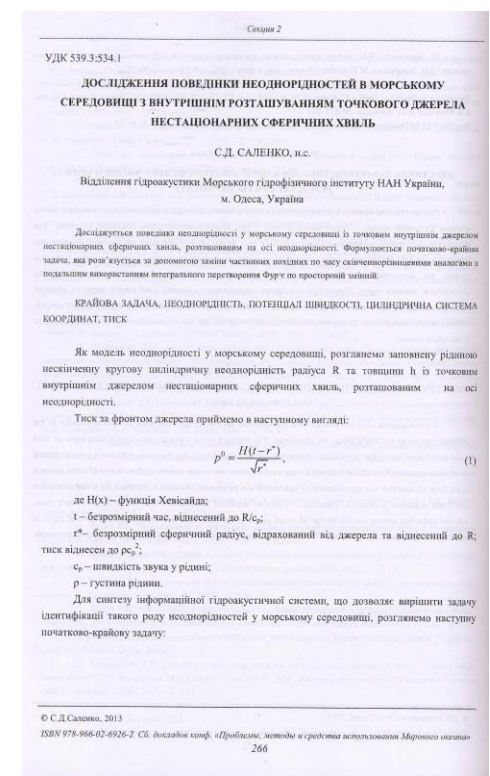 Секция 2
УДК 539.3:534.1
ДОСЛІДЖЕННЯ ПОВЕДІНКИ НЕОДНОРІДНОСТЕЙ В МОРСЬКОМУ
СЕРЕДОВИЩІ З ВНУТРІШНІМ РОЗТАШУВАННЯМ ТОЧКОВОГО ДЖЕРЕЛА
НЕСТАЦІОНАРНИХ СФЕРИЧНИХ ХВИЛЬ
С.Д. САЛЕНКО, н.с.
Відділення гідроакустики Морського гідрофізичного інституту НАН України,
м. Одеса, Україна
Досліджується поведінка неоднорідності у морському середовищі із точковим внутрішнім джерелом
нестаціонарних сферичних хвиль, розташованим на осі неоднорідності. Формулюється початково-крайова
задача, яка розв'язується за допомогою заміни частинних похідних по часу скінченнорізницевими аналогами з
подальшим використанням інтегрального перетворення Фур'є по просторовій змінній.
КРАЙОВА ЗАДАЧА, НЕОДНОРІДНІСТЬ, ПОТЕНЦІАЛ ШВИДКОСТІ, ЦИЛІНДРИЧНА СИСТЕМА
КООРДИНАТ, ТИСК
Як модель неоднорідності у морському середовищі, розглянемо заповнену рідиною
нескінченну кругову циліндричну неоднорідність радіуса R та товщини h із точковим
внутрішнім джерелом нестаціонарних сферичних хвиль, розташованим на осі
неоднорідності.
Тиск за фронтом джерела приймемо в наступному вигляді:
p⁰ = H(t − r*) / √r*, (1)
де H(x) – функція Хевісайда;
t – безрозмірний час, віднесений до R/cₚ;
r*– безрозмірний сферичний радіус, відрахований від джерела та віднесений до R;
тиск віднесен до ρcₚ²;
cₚ – швидкість звука у рідині;
ρ – густина рідини.
Для синтезу інформаційної гідроакустичної системи, що дозволяє вирішити задачу
ідентифікації такого роду неоднорідностей у морському середовищі, розглянемо наступну
початково-крайову задачу:
© С.Д.Саленко, 2013
ISBN 978-966-02-6926-2. Сб. докладов конф. «Проблемы, методы и средства использования Мирового океана»
266